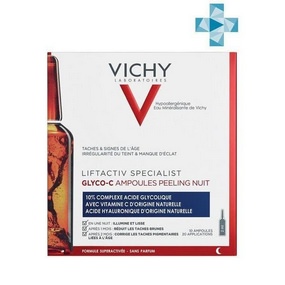 VICHY
LABORATOIRES
Hypoallergénique
Eau Minéralisante de Vichy
TACHES & SIGNES DE L'ÂGE
IRRÉGULARITÉ DU TEINT & MANQUE D'ÉCLAT
LIFTACTIV SPECIALIST
GLYCO-C AMPOULES PEELING NUIT
10% COMPLEXE ACIDE GLYCOLIQUE
AVEC VITAMINE C D'ORIGINE NATURELLE
ACIDE HYALURONIQUE D'ORIGINE NATURELLE
EN UNE NUIT : ILLUMINE ET LISSE
APRÈS 1 MOIS : RÉDUIT LES TACHES BRUNES
APRÈS 2 MOIS : CORRIGE LES TACHES PIGMENTAIRES
LIÉES À L'ÂGE
10 AMPOULES
20 APPLICATIONS
FORMULE SUPERACTIVÉE - SANS PARFUM